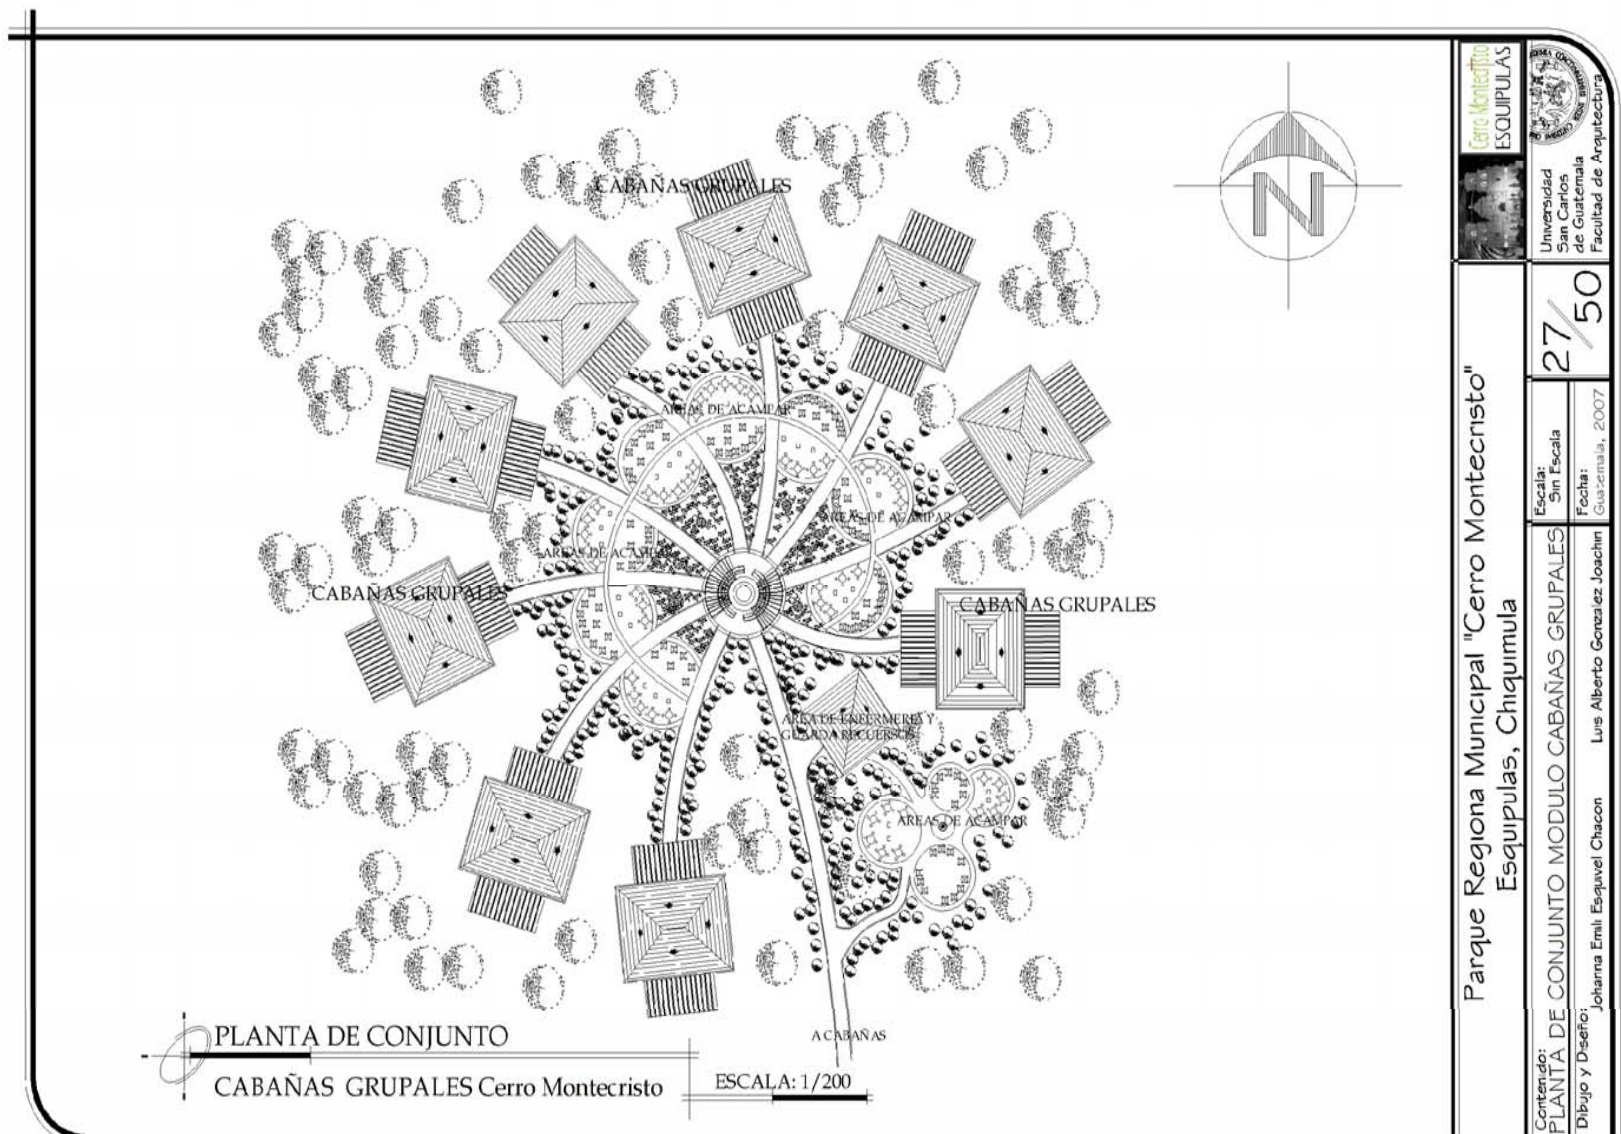 CABAÑAS GRUPALES
AREAS DE ACAMPAR
AREAS DE ACAMPAR
AREAS DE ACAMPAR
CABAÑAS GRUPALES
CABAÑAS GRUPALES
AREA DE ENFERMERIA Y
GUARDA RECUERSOS
AREAS DE ACAMPAR
A CABAÑAS
PLANTA DE CONJUNTO
CABAÑAS GRUPALES Cerro Montecristo
ESCALA: 1/200
N
Cerro Montecristo
ESQUIPULAS
Universidad
San Carlos
de Guatemala
Facultad de Arquitectura
Parque Regiona Municipal "Cerro Montecristo"
Esquipulas, Chiquimula
27/50
Escala:
Sin Escala
Fecha:
Guatemala, 2007
Contenido:
PLANTA DE CONJUNTO MODULO CABAÑAS GRUPALES
Dibujo y Diseño:
Johanna Emili Esquivel Chacon Luis Alberto Gonzalez Joachin